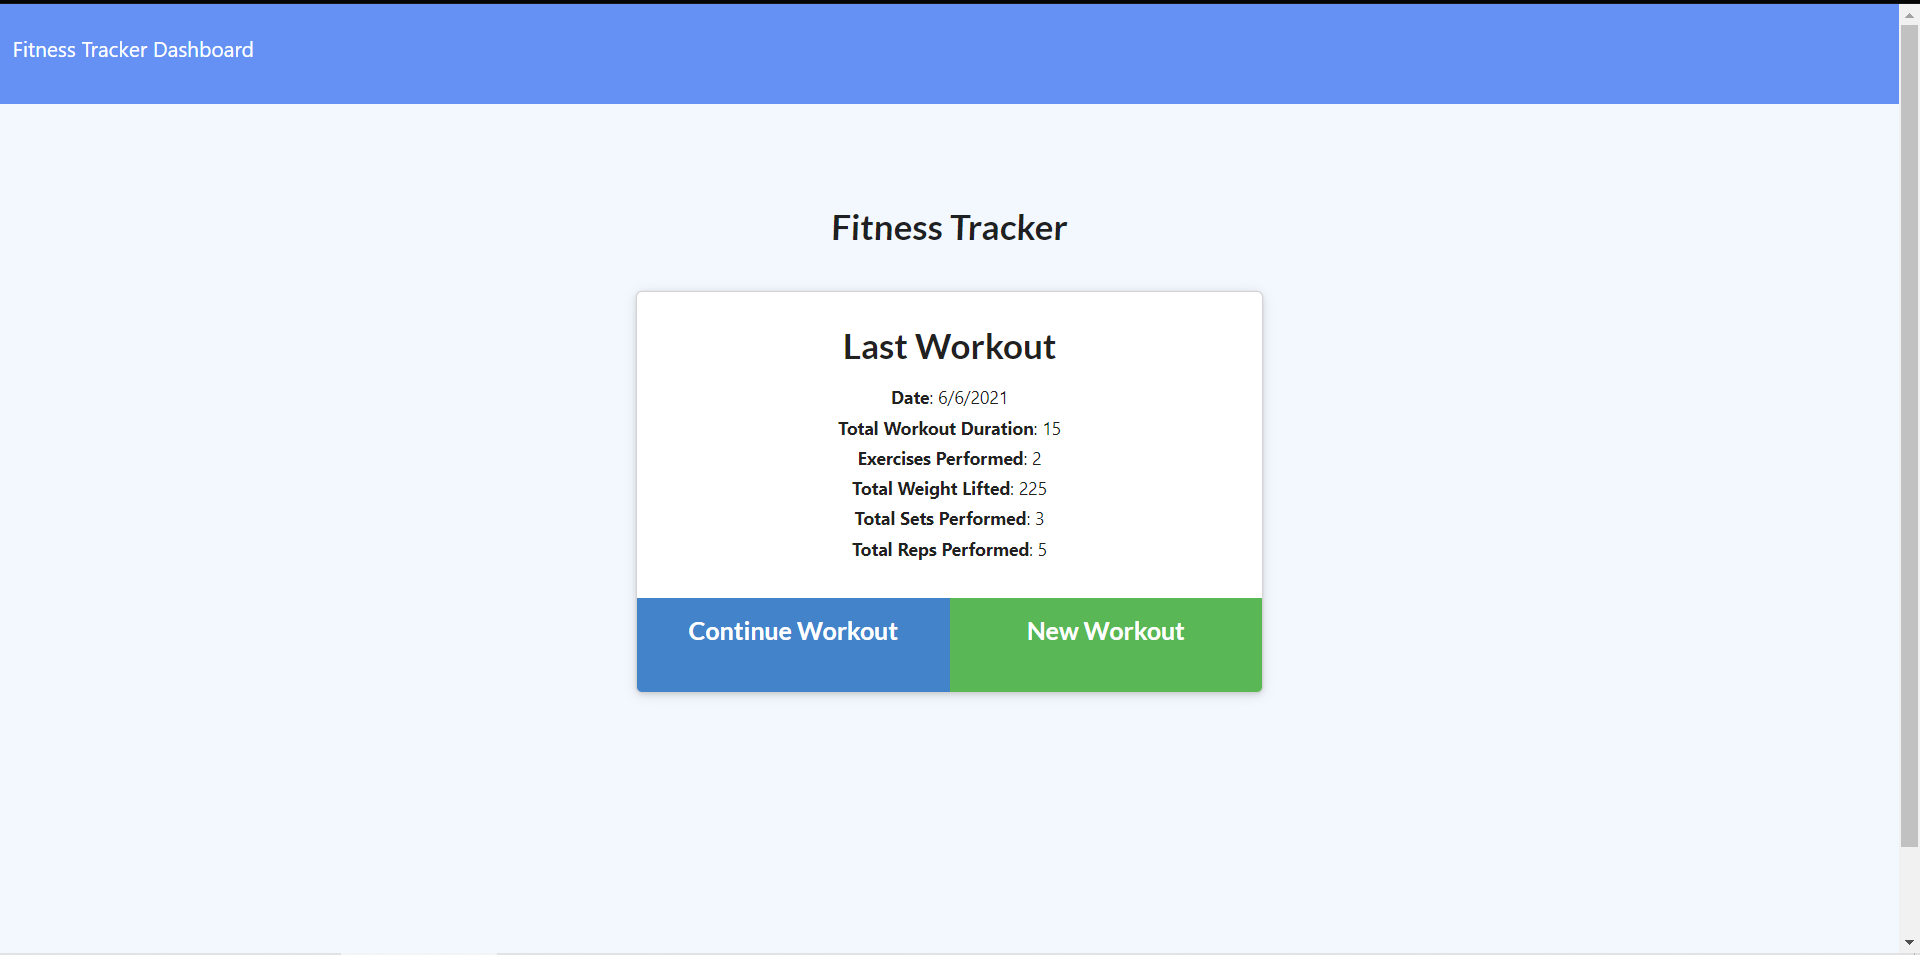 Fitness Tracker Dashboard
Fitness Tracker
Last Workout
Date: 6/6/2021
Total Workout Duration: 15
Exercises Performed: 2
Total Weight Lifted: 225
Total Sets Performed: 3
Total Reps Performed: 5
Continue Workout
New Workout